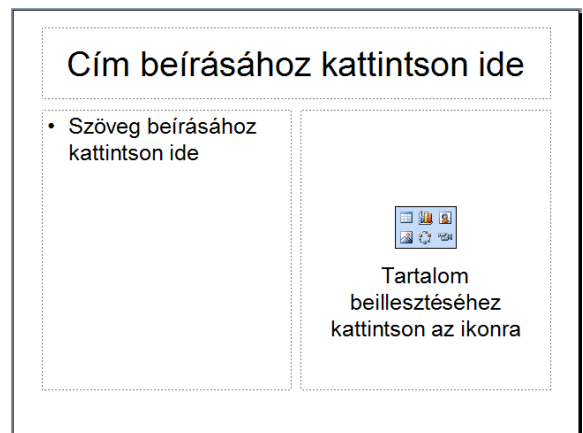 Cím beírásához kattintson ide
• Szöveg beírásához
kattintson ide
Tartalom
beillesztéséhez
kattintson az ikonra